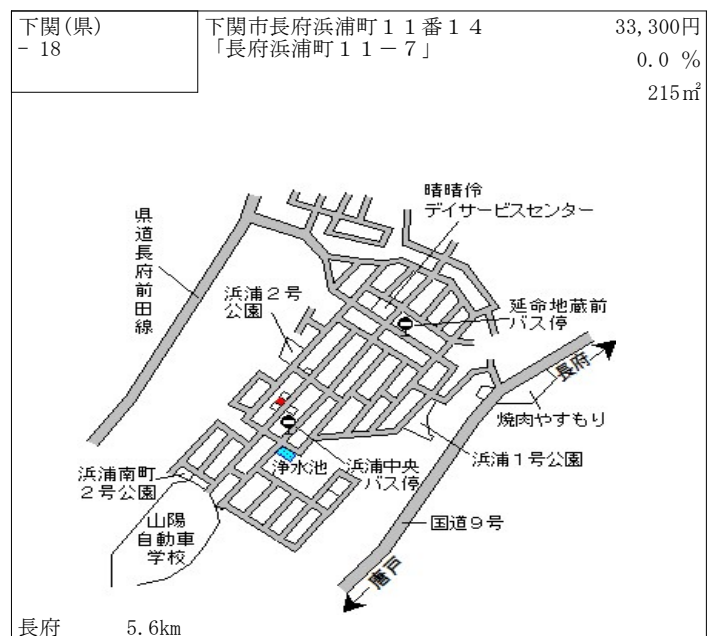 下関(県)
- 18
下関市長府浜浦町１１番１４
「長府浜浦町１１－７」
33,300円
0.0 %
215㎡
晴晴伶
デイサービスセンター
県道長府前田線
浜浦２号
公園
延命地蔵前
バス停
長府
焼肉やすもり
浜浦南町
２号公園
浄水池
浜浦中央
バス停
浜浦１号公園
山陽
自動車
学校
国道９号
唐戸
長府 5.6km